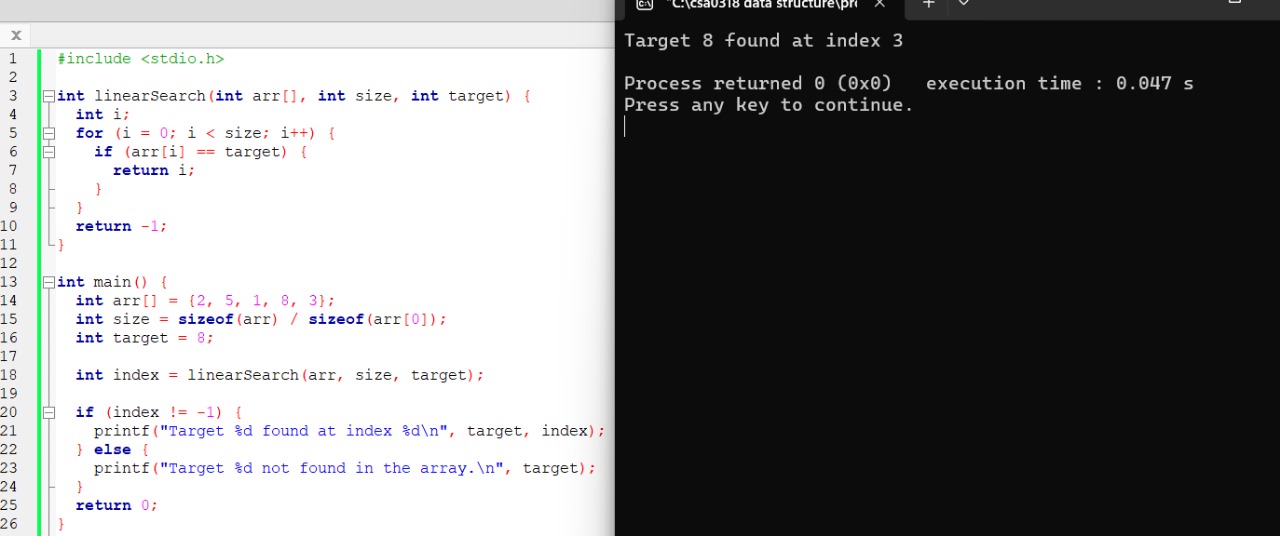 x
1 #include <stdio.h>
2
3 int linearSearch(int arr[], int size, int target) {
4   int i;
5   for (i = 0; i < size; i++) {
6     if (arr[i] == target) {
7       return i;
8     }
9   }
10   return -1;
11 }
12
13 int main() {
14   int arr[] = {2, 5, 1, 8, 3};
15   int size = sizeof(arr) / sizeof(arr[0]);
16   int target = 8;
17
18   int index = linearSearch(arr, size, target);
19
20   if (index != -1) {
21     printf("Target %d found at index %d\n", target, index);
22   } else {
23     printf("Target %d not found in the array.\n", target);
24   }
25   return 0;
26 }
"C:\csa0318 data structure\pr
Target 8 found at index 3
Process returned 0 (0x0)   execution time : 0.047 s
Press any key to continue.